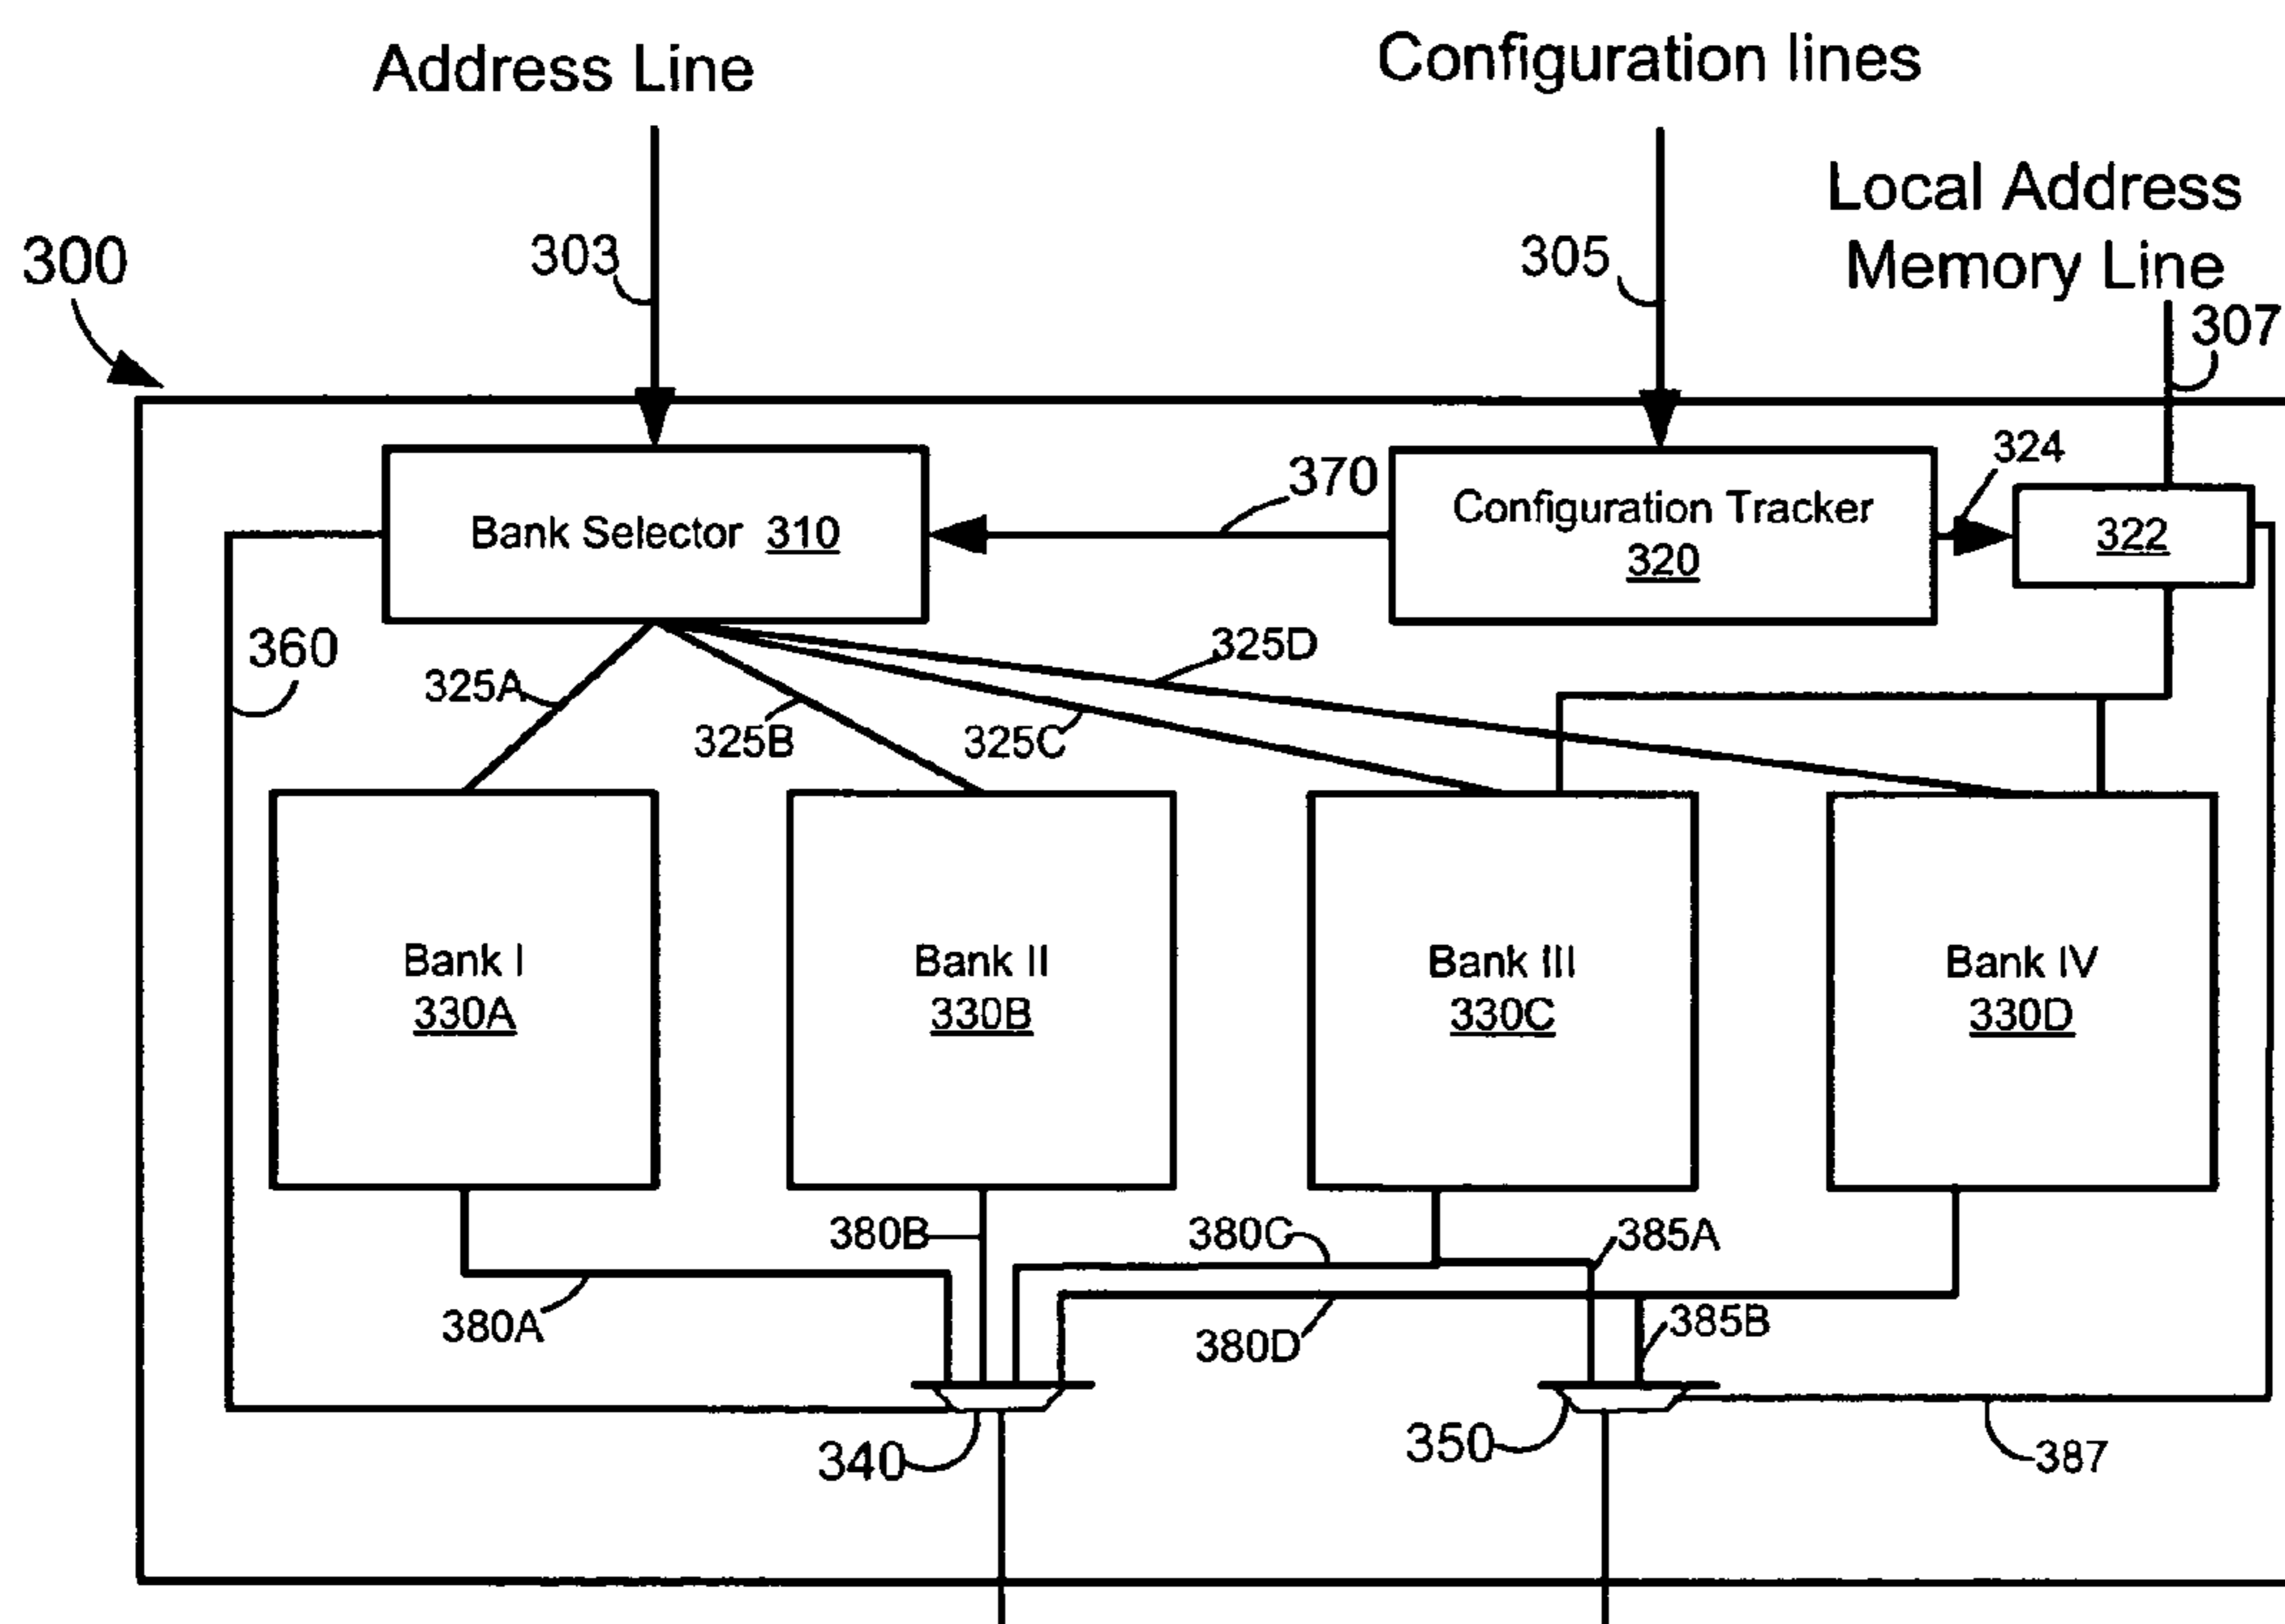 Address Line
Configuration lines
Local Address
Memory Line
300
303
305
307
324
370
Bank Selector 310
Configuration Tracker
320
322
360
325A
325B
325C
325D
Bank I
330A
Bank II
330B
Bank III
330C
Bank IV
330D
380B
380C
385A
380A
380D
385B
340
350
387